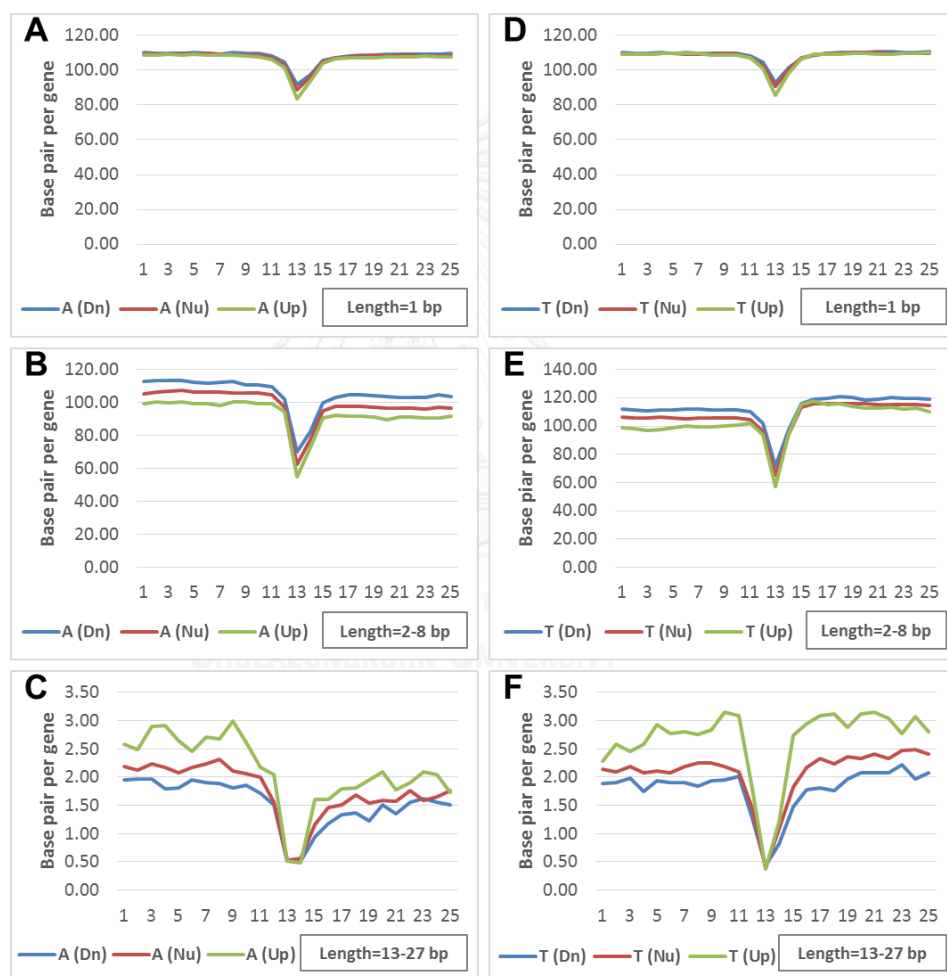 A
120.00
100.00
80.00
60.00
40.00
20.00
0.00
Base pair per gene
1 3 5 7 9 11 13 15 17 19 21 23 25
A (Dn) A (Nu) A (Up) Length=1 bp
D
120.00
100.00
80.00
60.00
40.00
20.00
0.00
Base piar per gene
1 3 5 7 9 11 13 15 17 19 21 23 25
T (Dn) T (Nu) T (Up) Length=1 bp
B
120.00
100.00
80.00
60.00
40.00
20.00
0.00
Base pair per gene
1 3 5 7 9 11 13 15 17 19 21 23 25
A (Dn) A (Nu) A (Up) Length=2-8 bp
E
140.00
120.00
100.00
80.00
60.00
40.00
20.00
0.00
Base piar per gene
1 3 5 7 9 11 13 15 17 19 21 23 25
T (Dn) T (Nu) T (Up) Length=2-8 bp
C
3.50
3.00
2.50
2.00
1.50
1.00
0.50
0.00
Base pair per gene
1 3 5 7 9 11 13 15 17 19 21 23 25
A (Dn) A (Nu) A (Up) Length=13-27 bp
F
3.50
3.00
2.50
2.00
1.50
1.00
0.50
0.00
Base piar per gene
1 3 5 7 9 11 13 15 17 19 21 23 25
T (Dn) T (Nu) T (Up) Length=13-27 bp